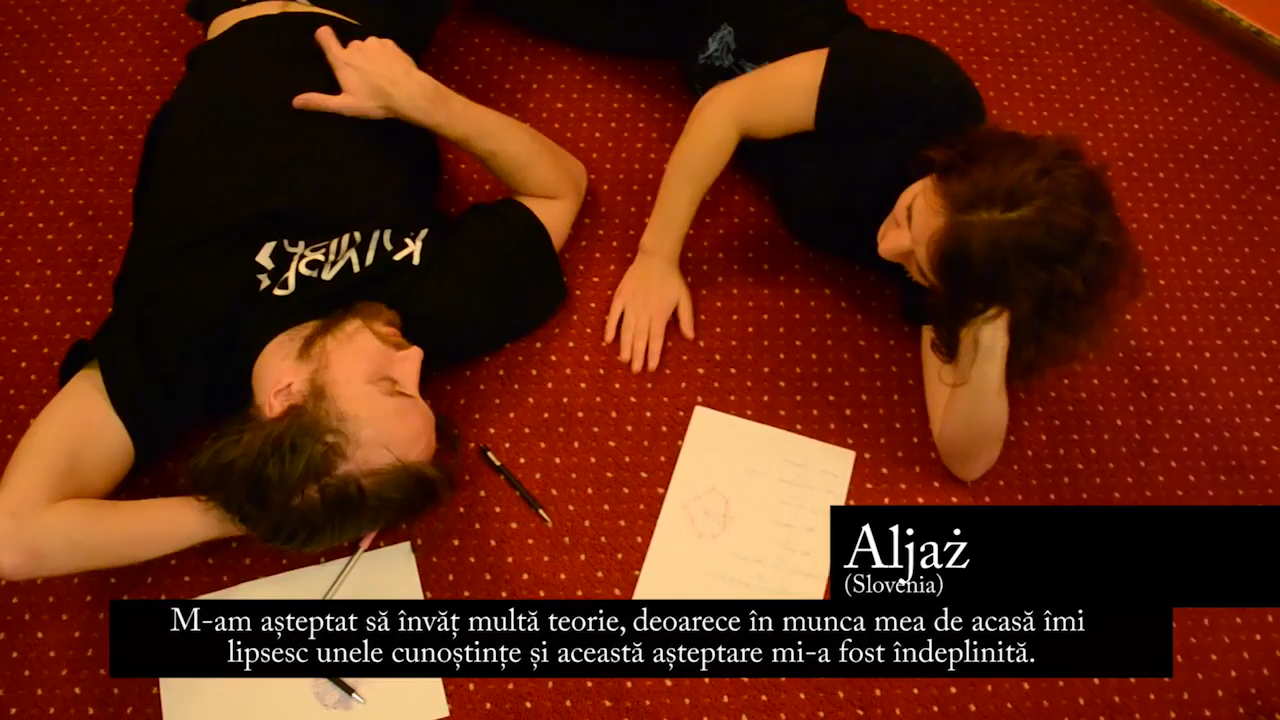 Aljaż
(Slovenia)
M-am așteptat să învăț multă teorie, deoarece în munca mea de acasă îmi
lipsesc unele cunoștințe și această așteptare mi-a fost îndeplinită.